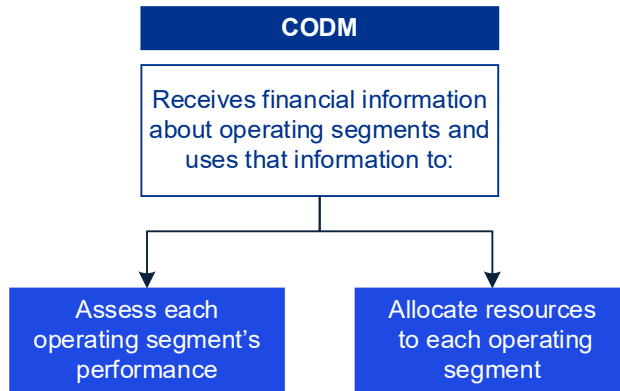 CODM
Receives financial information
about operating segments and
uses that information to:
Assess each
operating segment’s
performance
Allocate resources
to each operating
segment